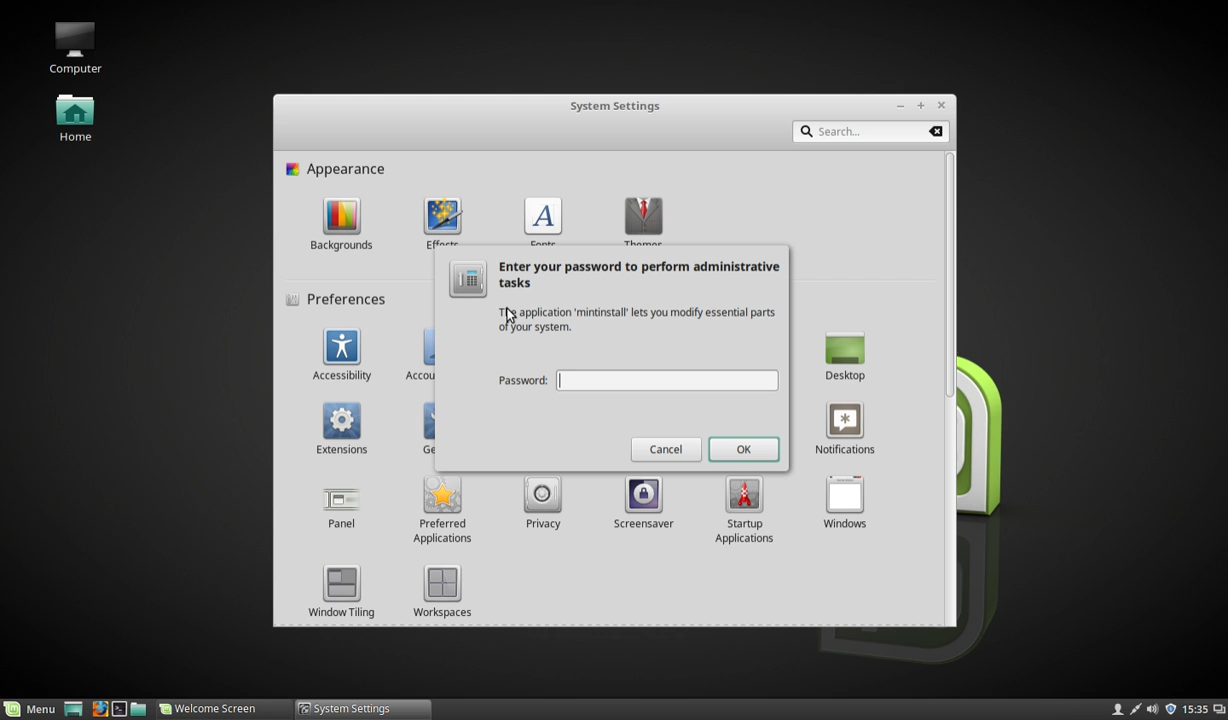 Computer
Home
System Settings
Search...
Appearance
Backgrounds
Effects
Fonts
Themes
Enter your password to perform administrative
tasks
The application 'mintinstall' lets you modify essential parts
of your system.
Password:
Cancel
OK
Preferences
Accessibility
Accou
Desktop
Extensions
Ge
Notifications
Panel
Preferred
Applications
Privacy
Screensaver
Startup
Applications
Windows
Window Tiling
Workspaces
Menu
Welcome Screen
System Settings
15:35